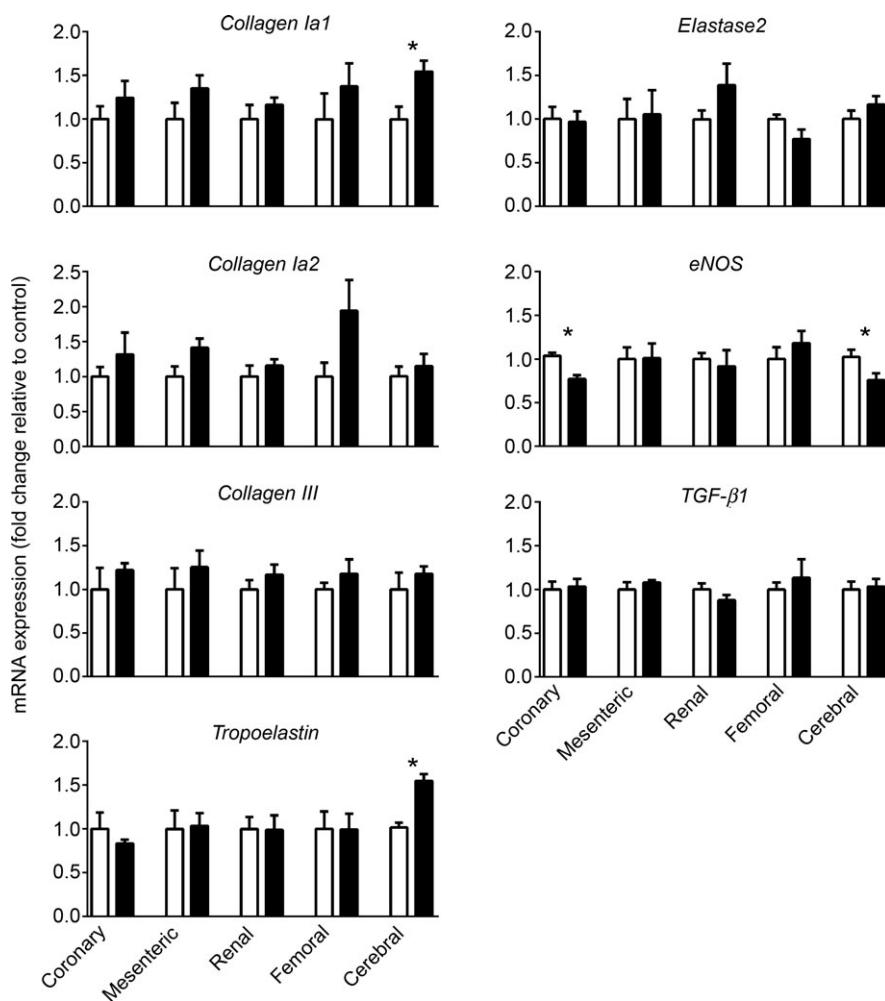 mRNA expression (fold change relative to control)
Collagen Ia1
2.0
1.5
*
1.0
0.5
0.0
Collagen Ia2
2.5
2.0
1.5
1.0
0.5
0.0
Collagen III
2.0
1.5
1.0
0.5
0.0
Tropoelastin
2.0
*
1.5
1.0
0.5
0.0
Coronary
Mesenteric
Renal
Femoral
Cerebral
Elastase2
2.0
1.5
1.0
0.5
0.0
eNOS
2.0
1.5
* *
1.0
0.5
0.0
TGF-β1
2.0
1.5
1.0
0.5
0.0
Coronary
Mesenteric
Renal
Femoral
Cerebral